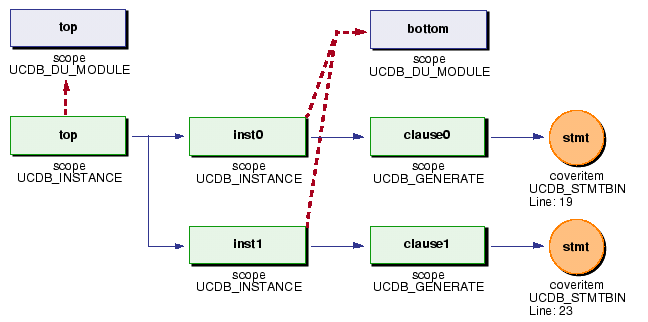 top
scope
UCDB_DU_MODULE
bottom
scope
UCDB_DU_MODULE
top
scope
UCDB_INSTANCE
inst0
scope
UCDB_INSTANCE
clause0
scope
UCDB_GENERATE
stmt
coveritem
UCDB_STMTBIN
Line: 19
inst1
scope
UCDB_INSTANCE
clause1
scope
UCDB_GENERATE
stmt
coveritem
UCDB_STMTBIN
Line: 23